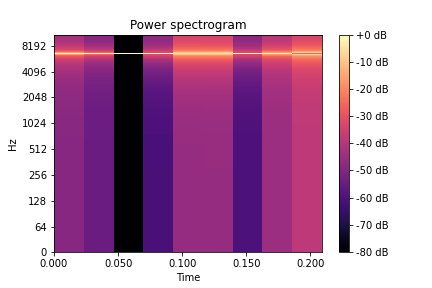 Power spectrogram
8192
4096
2048
1024
512
256
128
64
0
Hz
0.000 0.050 0.100 0.150 0.200
Time
+0 dB
-10 dB
-20 dB
-30 dB
-40 dB
-50 dB
-60 dB
-70 dB
-80 dB